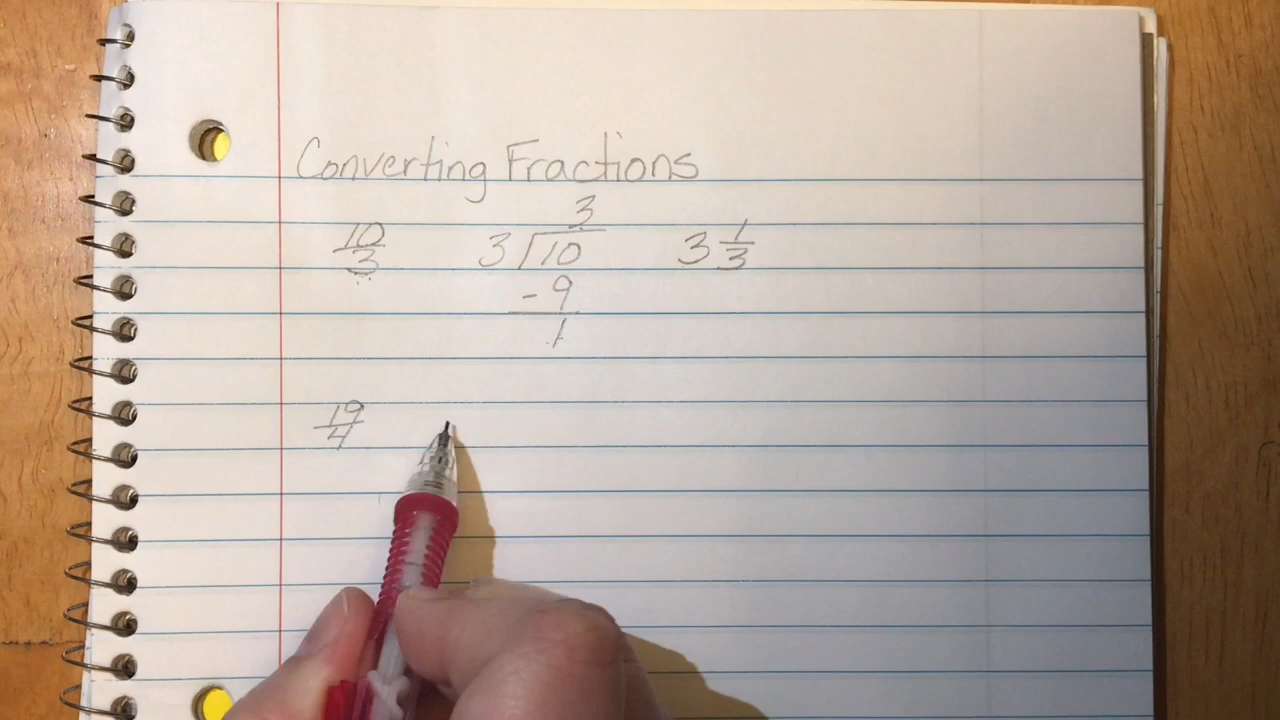 Converting Fractions
3
10/3 3⟌10 3 1/3
- 9
1
19/4